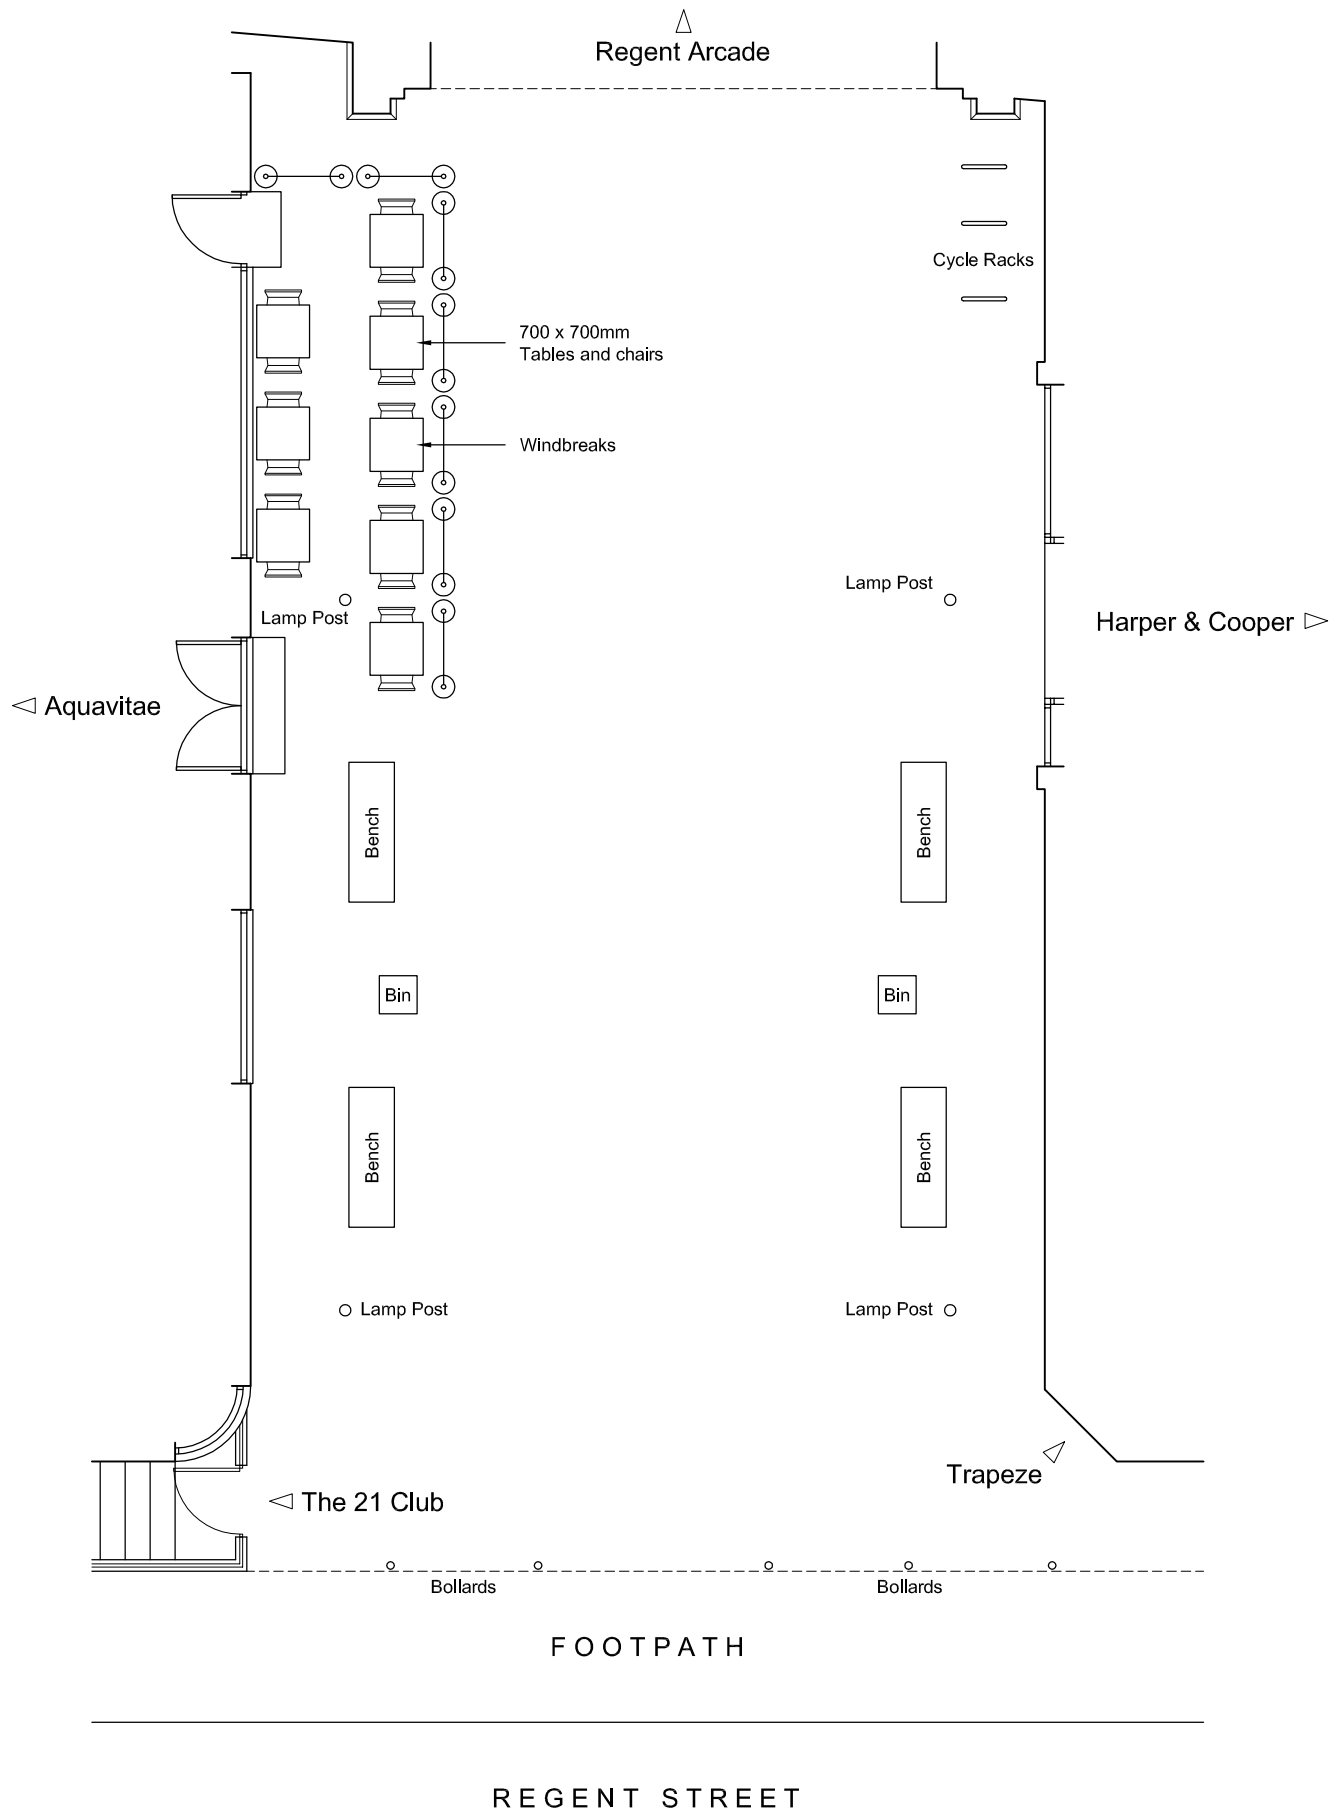 Regent Arcade
Cycle Racks
700 x 700mm
Tables and chairs
Windbreaks
Lamp Post
Lamp Post
Harper & Cooper
Aquavitae
Bench
Bench
Bin
Bin
Bench
Bench
Lamp Post
Lamp Post
Trapeze
The 21 Club
Bollards
Bollards
FOOTPATH
REGENT STREET